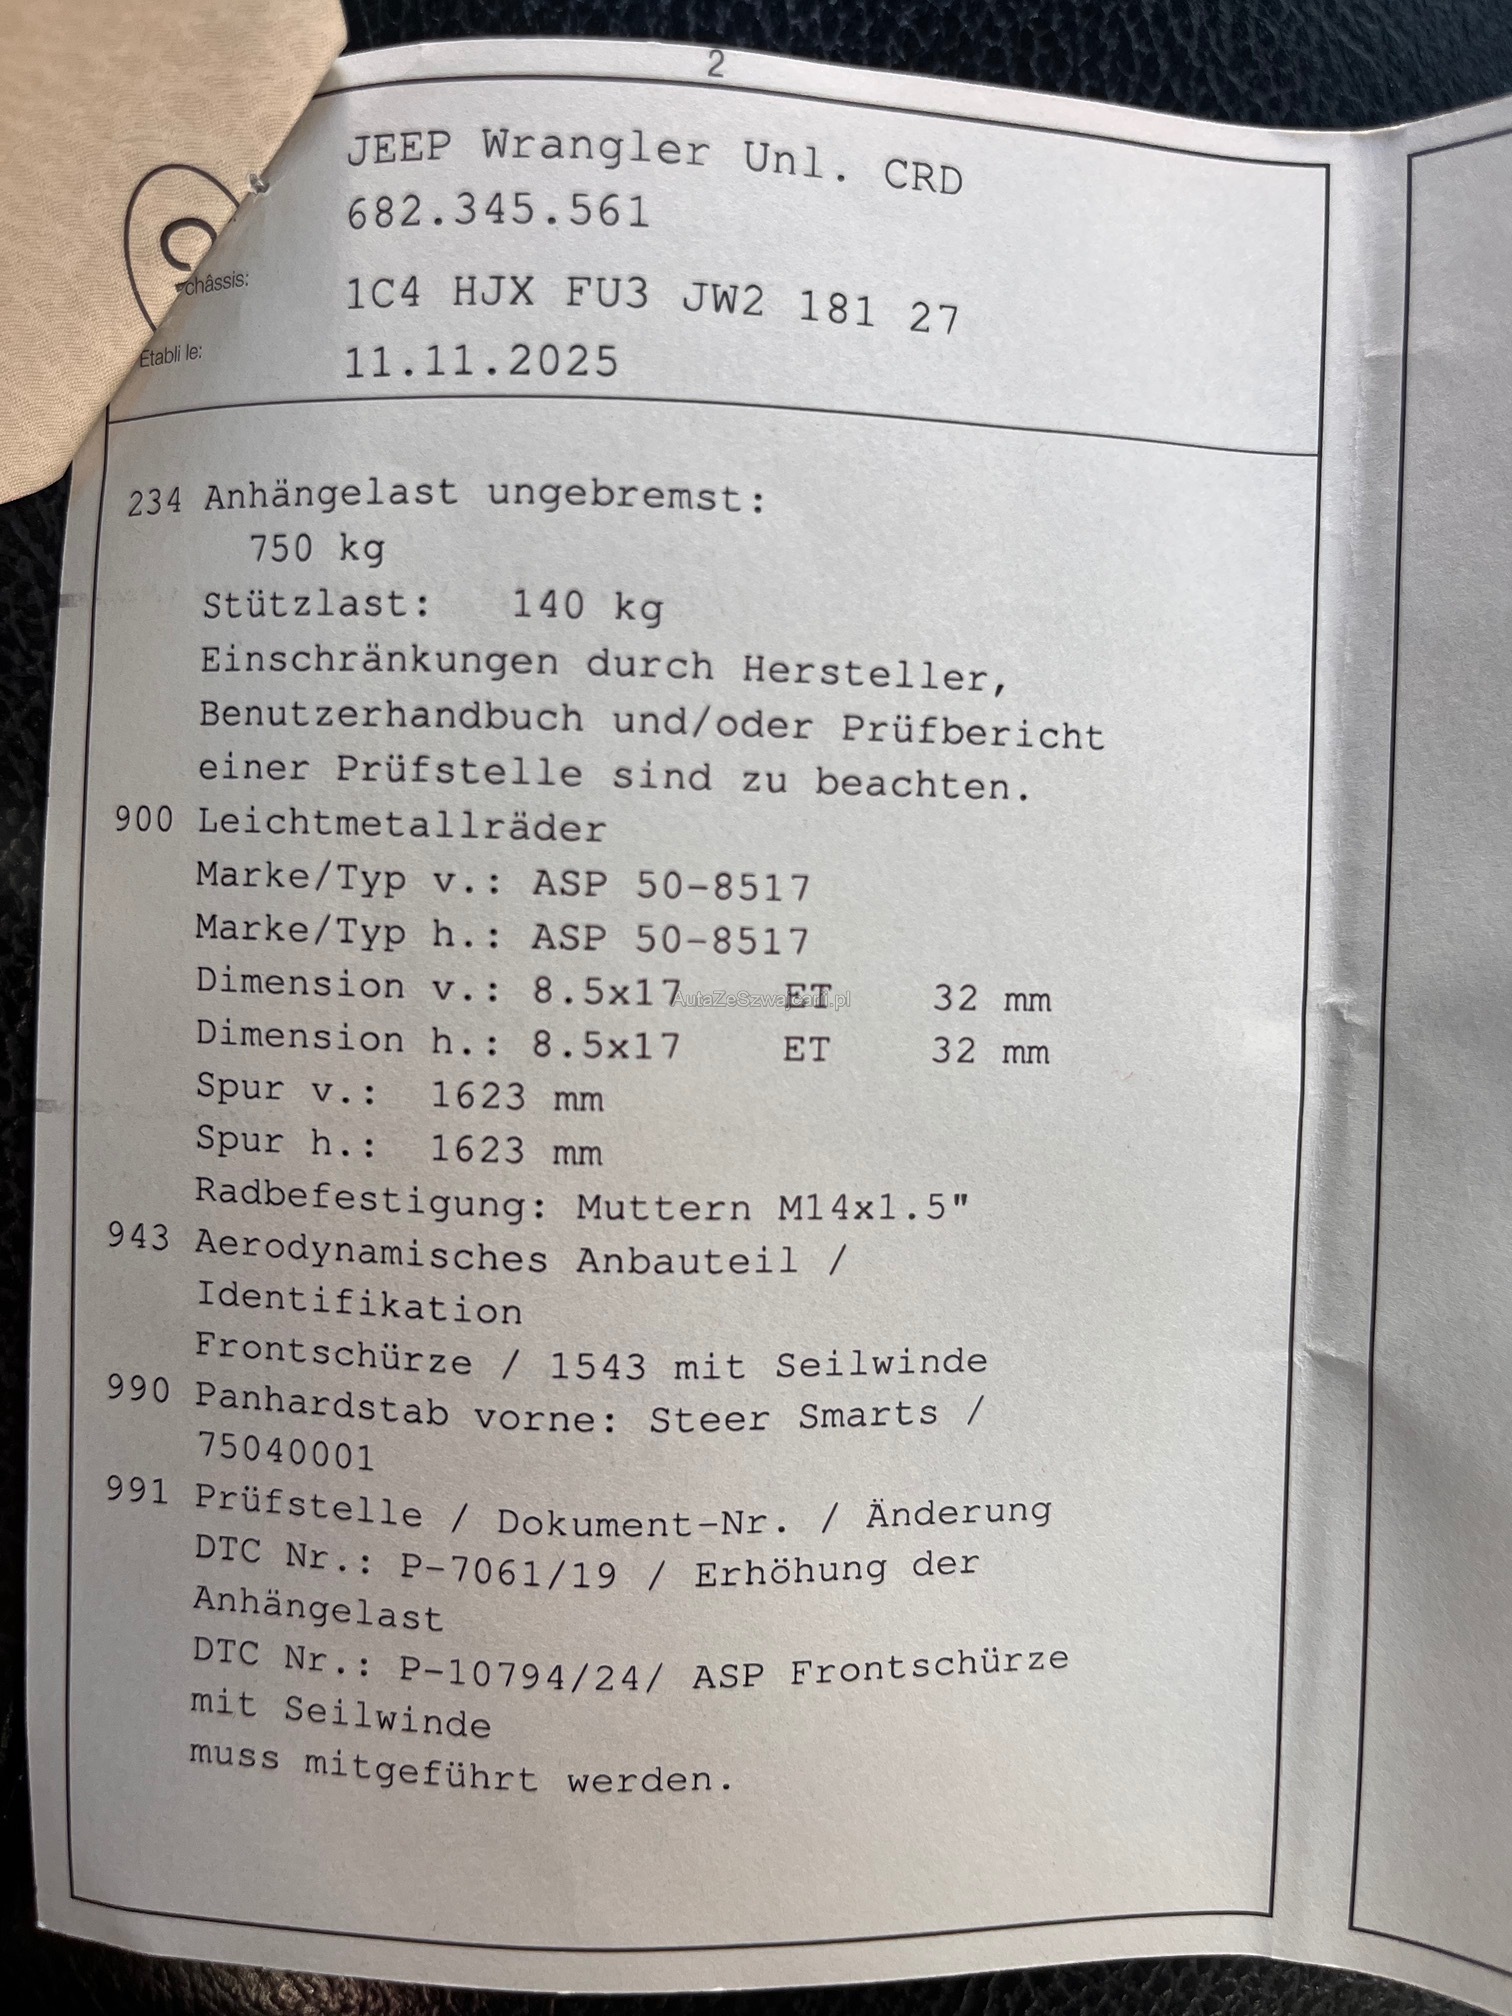 2
JEEP Wrangler Unl. CRD
682.345.561
châssis:
1C4 HJX FU3 JW2 181 27
Etabli le:
11.11.2025
234 Anhängelast ungebremst:
750 kg
Stützlast: 140 kg
Einschränkungen durch Hersteller,
Benutzerhandbuch und/oder Prüfbericht
einer Prüfstelle sind zu beachten.
900 Leichtmetallräder
Marke/Typ v.: ASP 50-8517
Marke/Typ h.: ASP 50-8517
Dimension v.: 8.5x17 ET 32 mm
AutaZeSzwajcarii.pl
Dimension h.: 8.5x17 ET 32 mm
Spur v.: 1623 mm
Spur h.: 1623 mm
Radbefestigung: Muttern M14x1.5"
943 Aerodynamisches Anbauteil /
Identifikation
Frontschürze / 1543 mit Seilwinde
990 Panhardstab vorne: Steer Smarts /
75040001
991 Prüfstelle / Dokument-Nr. / Änderung
DTC Nr.: P-7061/19 / Erhöhung der
Anhängelast
DTC Nr.: P-10794/24/ ASP Frontschürze
mit Seilwinde
muss mitgeführt werden.